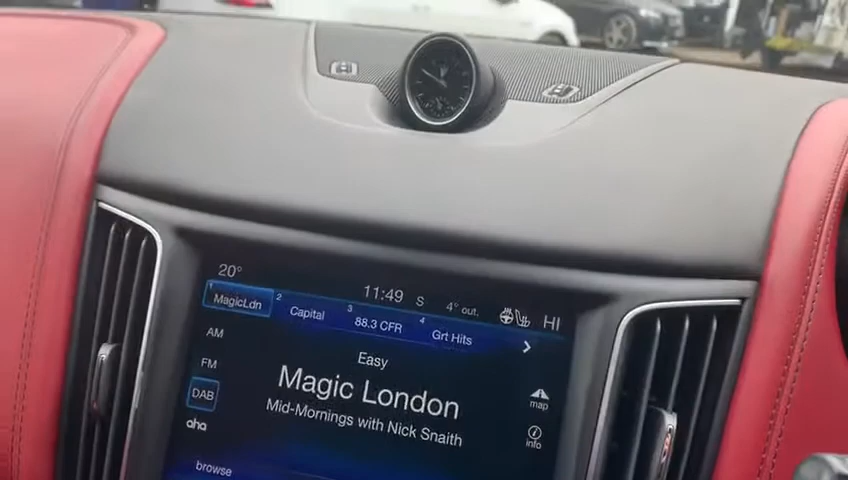 20°
11:49
S
4° out.
HI
1 MagicLdn
2 Capital
3 88.3 CFR
4 Grt Hits
AM
FM
DAB
aha
browse
Easy
Magic London
Mid-Mornings with Nick Snaith
map
info